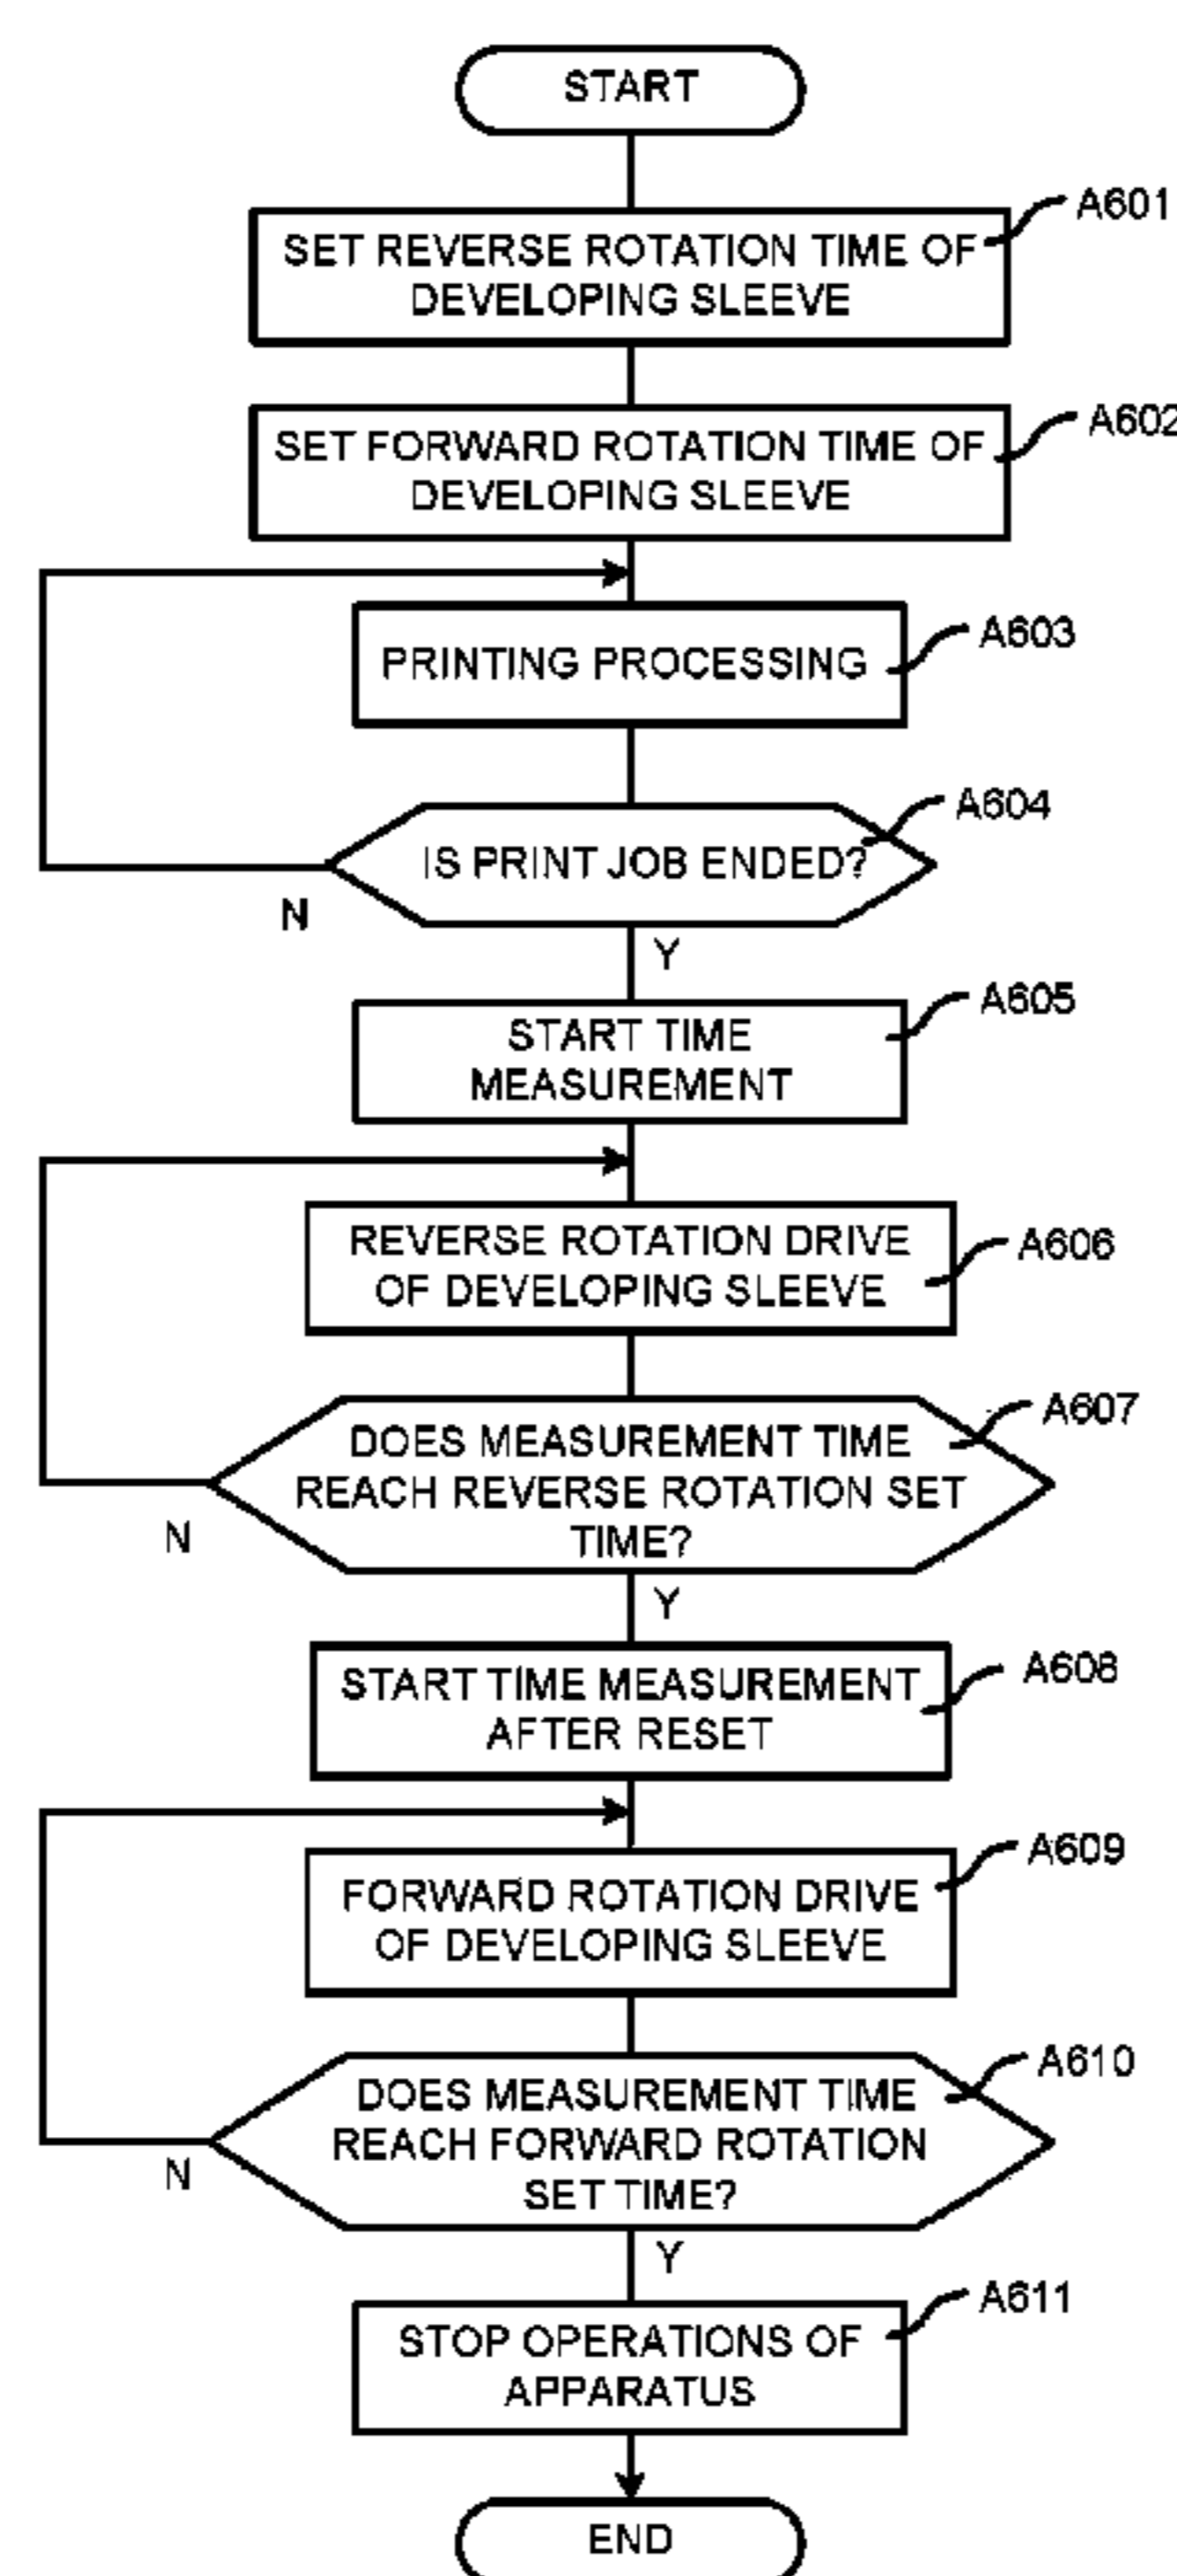 START
A601
SET REVERSE ROTATION TIME OF
DEVELOPING SLEEVE
A602
SET FORWARD ROTATION TIME OF
DEVELOPING SLEEVE
A603
PRINTING PROCESSING
A604
IS PRINT JOB ENDED?
N
Y
A605
START TIME
MEASUREMENT
A606
REVERSE ROTATION DRIVE
OF DEVELOPING SLEEVE
A607
DOES MEASUREMENT TIME
REACH REVERSE ROTATION SET
TIME?
N
Y
A608
START TIME MEASUREMENT
AFTER RESET
A609
FORWARD ROTATION DRIVE
OF DEVELOPING SLEEVE
A610
DOES MEASUREMENT TIME
REACH FORWARD ROTATION
SET TIME?
N
Y
A611
STOP OPERATIONS OF
APPARATUS
END